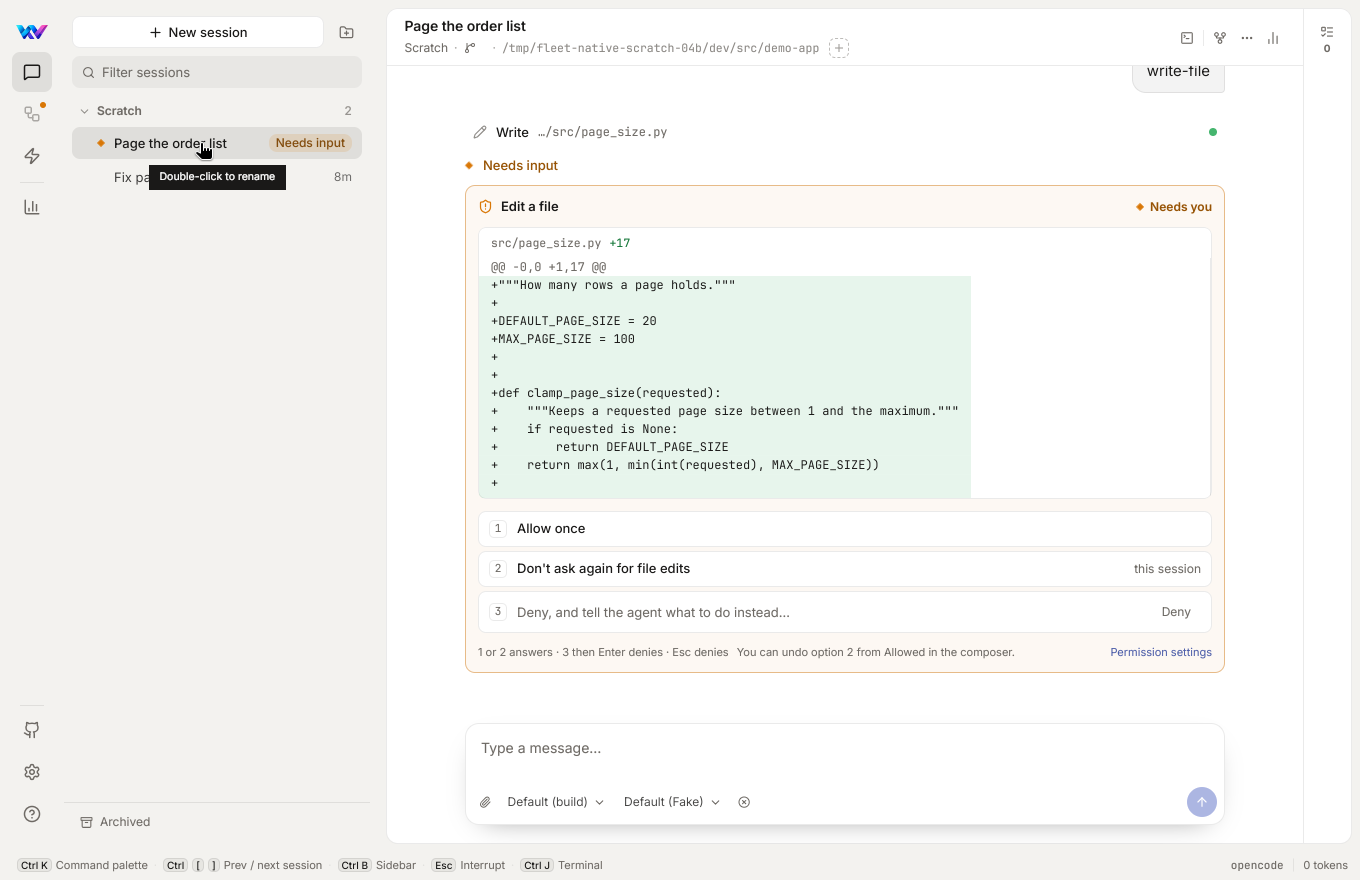 New session
Filter sessions
Scratch 2
Page the order list Needs input
Fix pa 8m
Double-click to rename
Archived
Page the order list
Scratch · · /tmp/fleet-native-scratch-04b/dev/src/demo-app
0
write-file
Write …/src/page_size.py
Needs input
Edit a file Needs you
src/page_size.py +17
@@ -0,0 +1,17 @@
+"""How many rows a page holds."""
+
+DEFAULT_PAGE_SIZE = 20
+MAX_PAGE_SIZE = 100
+
+
+def clamp_page_size(requested):
+    """Keeps a requested page size between 1 and the maximum."""
+    if requested is None:
+        return DEFAULT_PAGE_SIZE
+    return max(1, min(int(requested), MAX_PAGE_SIZE))
+
1 Allow once
2 Don't ask again for file edits this session
3 Deny, and tell the agent what to do instead... Deny
1 or 2 answers · 3 then Enter denies · Esc denies You can undo option 2 from Allowed in the composer. Permission settings
Type a message...
Default (build) Default (Fake)
Ctrl K Command palette Ctrl [ ] Prev / next session Ctrl B Sidebar Esc Interrupt Ctrl J Terminal opencode 0 tokens